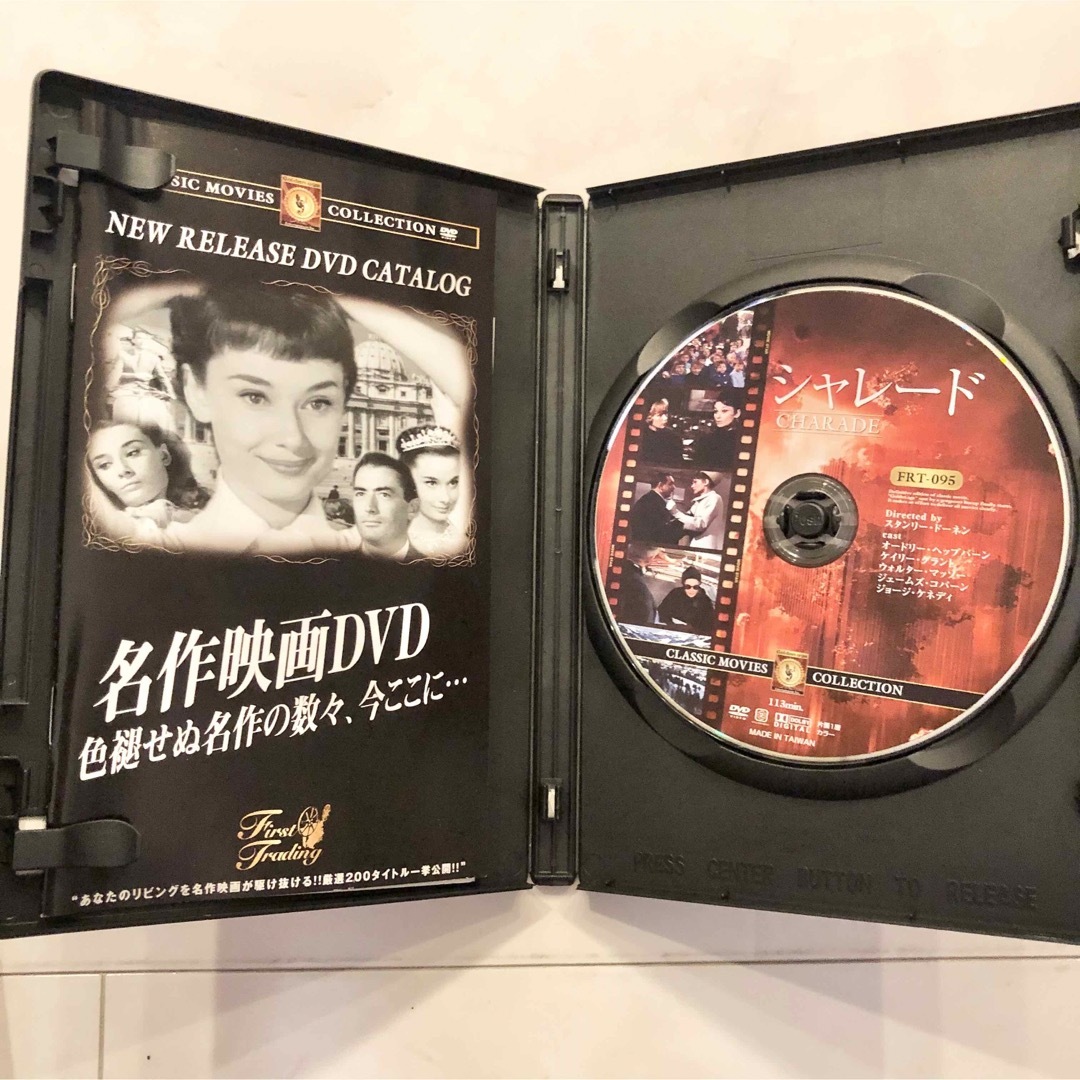 SIC MOVIES COLLECTION DVD VIDEO
NEW RELEASE DVD CATALOG
名作映画DVD
色褪せぬ名作の数々、今ここに…
First
Trading
“あなたのリビングを名作映画が駆け抜ける!!厳選200タイトル一挙公開!!”
シャレード
CHARADE
FRT-095
Directed by
スタンリー・ドーネン
cast
オードリー・ヘップバーン
ケイリー・グラント
ウォルター・マッソー
ジェームズ・コバーン
ジョージ・ケネディ
CLASSIC MOVIES COLLECTION
113min.
DVD VIDEO DOLBY DIGITAL 片面1層 カラー
MADE IN TAIWAN
PUSH
PRESS CENTER BUTTON TO RELEASE